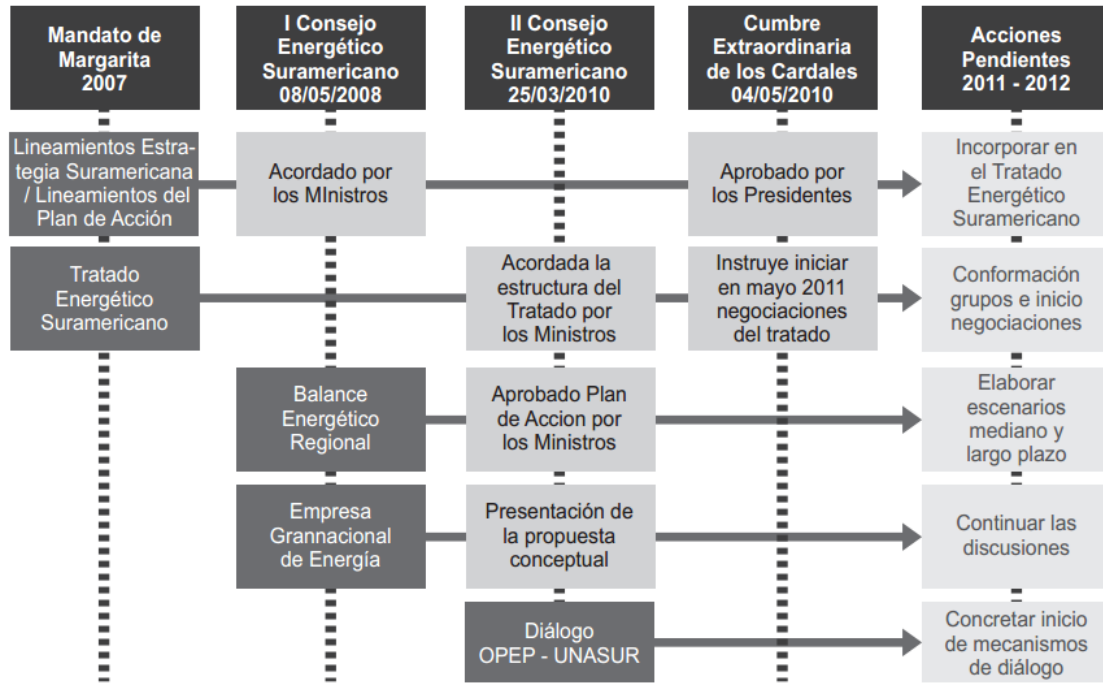 Mandato de
Margarita
2007
I Consejo
Energético
Suramericano
08/05/2008
II Consejo
Energético
Suramericano
25/03/2010
Cumbre
Extraordinaria
de los Cardales
04/05/2010
Acciones
Pendientes
2011 - 2012
Lineamientos Estra-
tegia Suramericana
/ Lineamientos del
Plan de Acción
Acordado por
los MInistros
Aprobado por
los Presidentes
Incorporar en
el Tratado
Energético
Suramericano
Tratado
Energético
Suramericano
Acordada la
estructura del
Tratado por
los Ministros
Instruye iniciar
en mayo 2011
negociaciones
del tratado
Conformación
grupos e inicio
negociaciones
Balance
Energético
Regional
Aprobado Plan
de Accion por
los Ministros
Elaborar
escenarios
mediano y
largo plazo
Empresa
Grannacional
de Energía
Presentación de
la propuesta
conceptual
Continuar las
discusiones
Diálogo
OPEP - UNASUR
Concretar inicio
de mecanismos
de diálogo